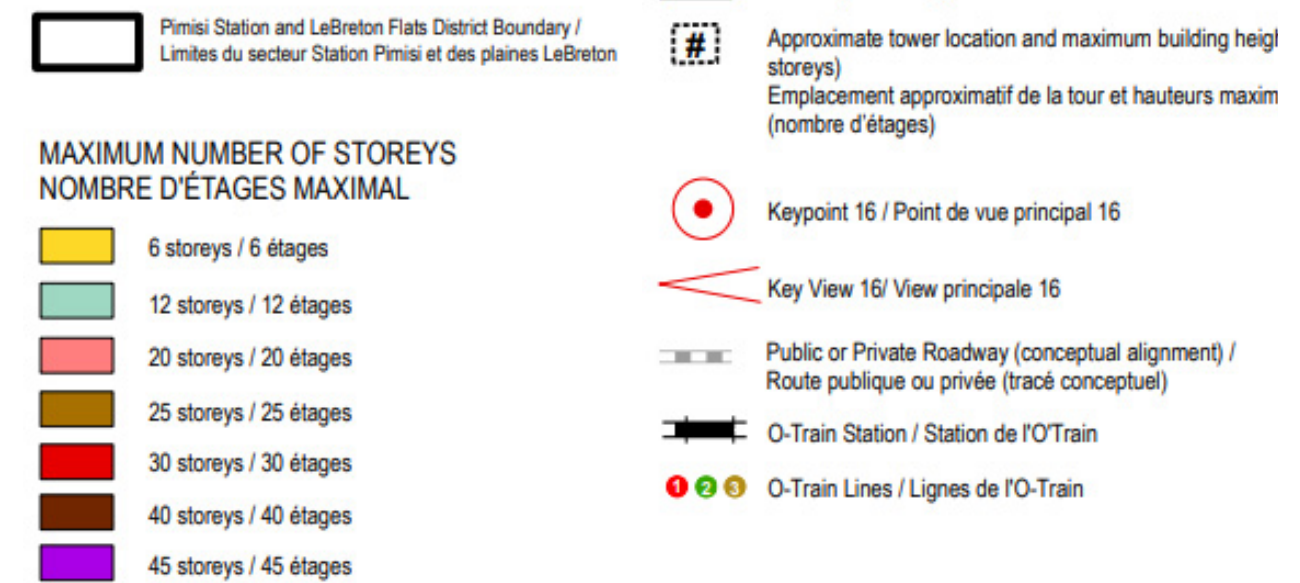 Pimisi Station and LeBreton Flats District Boundary /
Limites du secteur Station Pimisi et des plaines LeBreton
MAXIMUM NUMBER OF STOREYS
NOMBRE D'ÉTAGES MAXIMAL
6 storeys / 6 étages
12 storeys / 12 étages
20 storeys / 20 étages
25 storeys / 25 étages
30 storeys / 30 étages
40 storeys / 40 étages
45 storeys / 45 étages
#
Approximate tower location and maximum building heigh
storeys)
Emplacement approximatif de la tour et hauteurs maxim
(nombre d'étages)
Keypoint 16 / Point de vue principal 16
Key View 16/ View principale 16
Public or Private Roadway (conceptual alignment) /
Route publique ou privée (tracé conceptuel)
O-Train Station / Station de l'O'Train
1 2 3 O-Train Lines / Lignes de l'O-Train